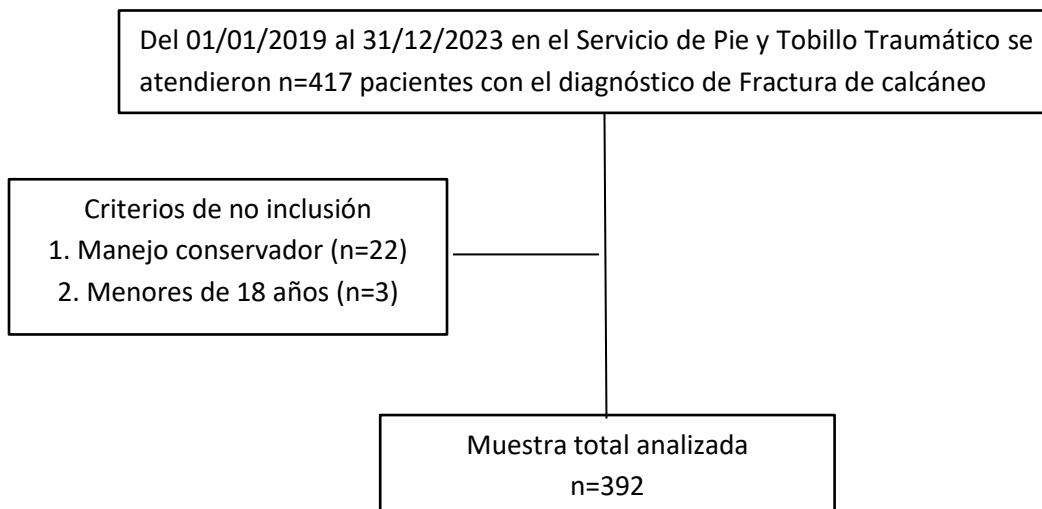 Del 01/01/2019 al 31/12/2023 en el Servicio de Pie y Tobillo Traumático se
atendieron n=417 pacientes con el diagnóstico de Fractura de calcáneo
Criterios de no inclusión
1. Manejo conservador (n=22)
2. Menores de 18 años (n=3)
Muestra total analizada
n=392